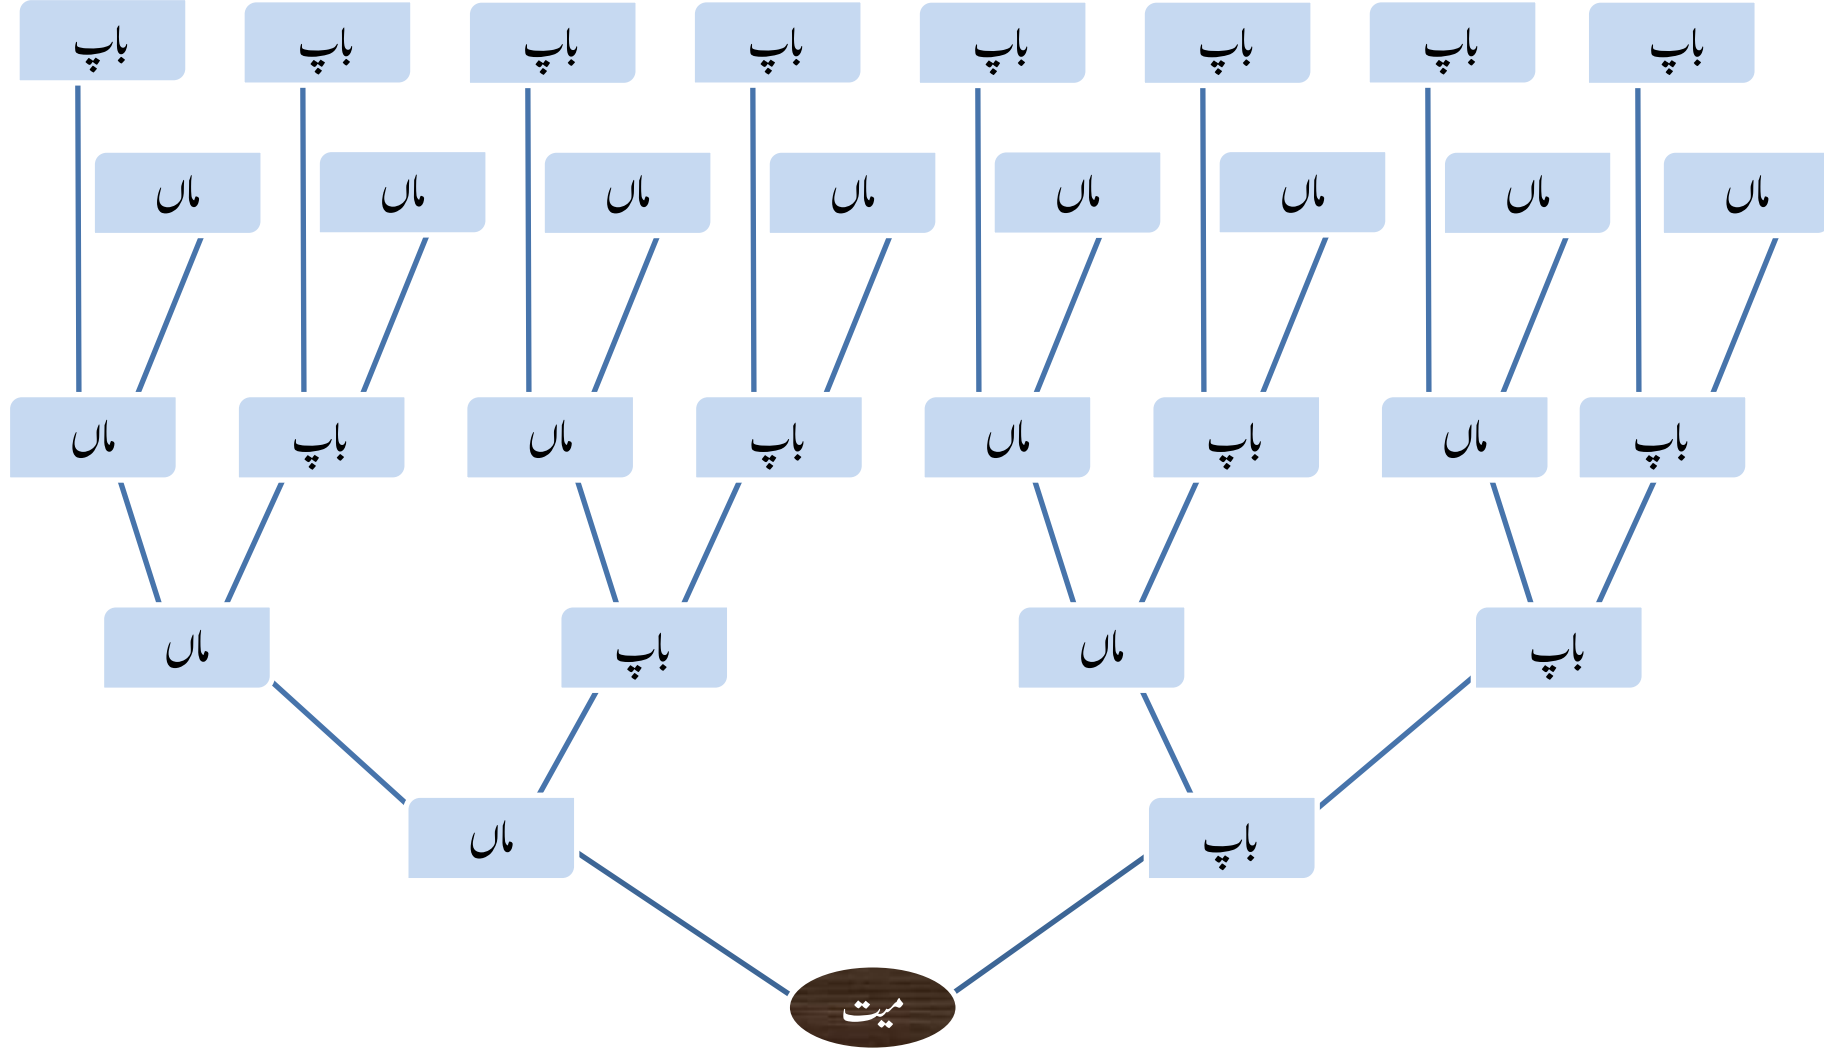 باپ باپ باپ باپ باپ باپ باپ باپ
ماں ماں ماں ماں ماں ماں ماں ماں
باپ ماں باپ ماں باپ ماں باپ ماں
باپ ماں باپ ماں
باپ ماں
میت